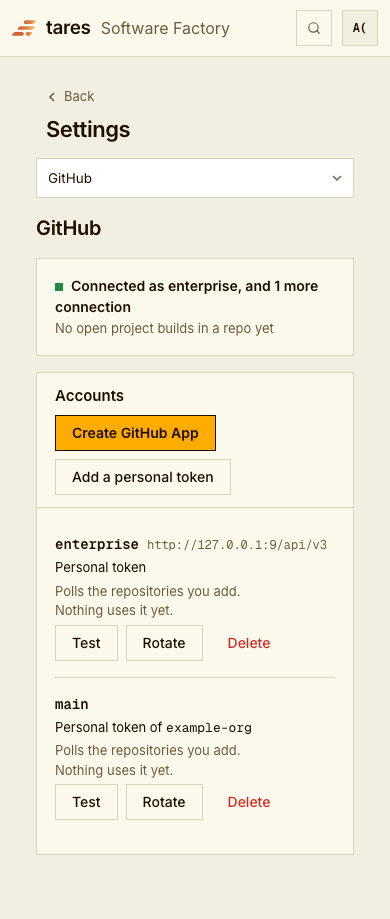 tares Software Factory A(
Back
Settings
GitHub
GitHub
Connected as enterprise, and 1 more
connection
No open project builds in a repo yet
Accounts
Create GitHub App
Add a personal token
enterprise http://127.0.0.1:9/api/v3
Personal token
Polls the repositories you add.
Nothing uses it yet.
Test Rotate Delete
main
Personal token of example-org
Polls the repositories you add.
Nothing uses it yet.
Test Rotate Delete